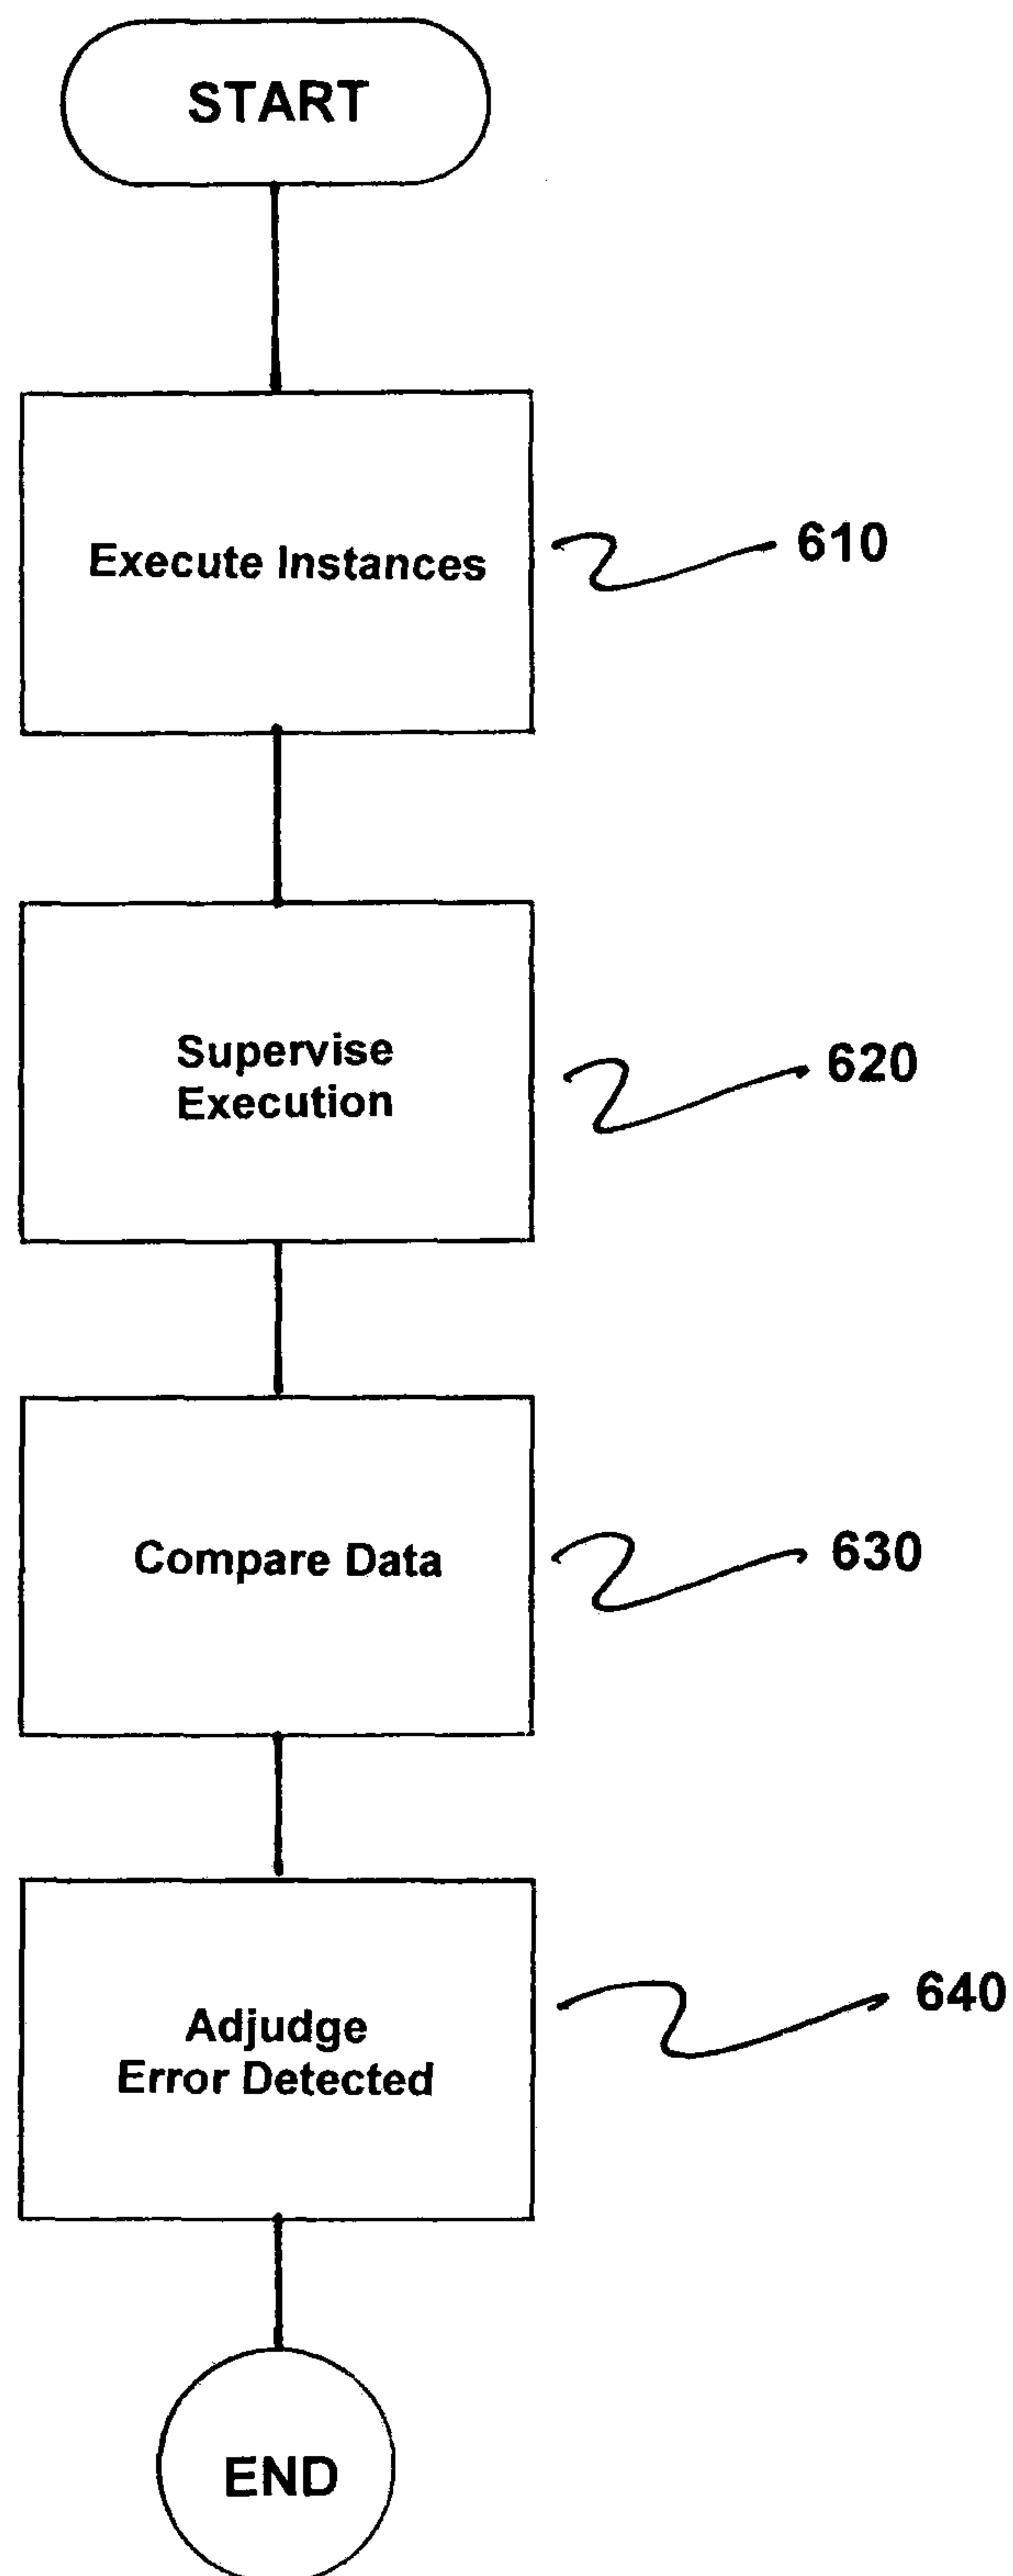 START
Execute Instances
610
Supervise
Execution
620
Compare Data
630
Adjudge
Error Detected
640
END